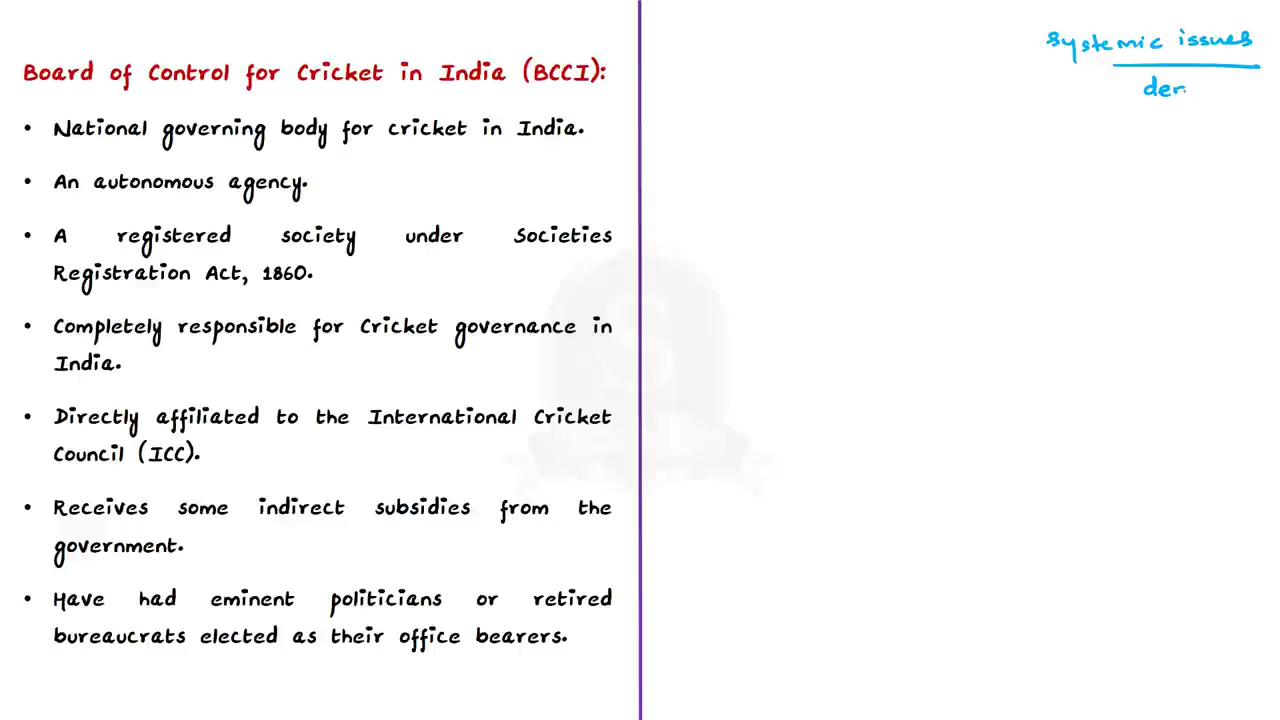 Board of Control for Cricket in India (BCCI):
• National governing body for cricket in India.
• An autonomous agency.
• A registered society under Societies
Registration Act, 1860.
• Completely responsible for Cricket governance in
India.
• Directly affiliated to the International Cricket
Council (ICC).
• Receives some indirect subsidies from the
government.
• Have had eminent politicians or retired
bureaucrats elected as their office bearers.
systemic issues
der